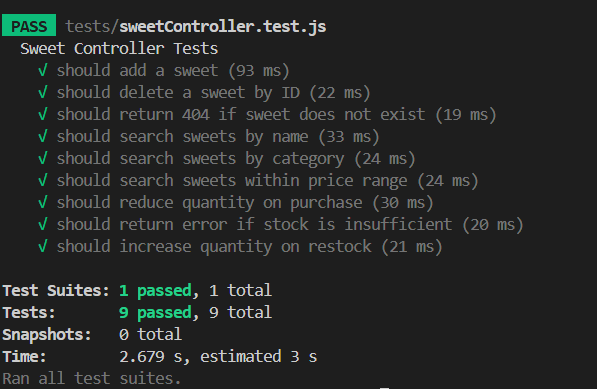 PASS tests/sweetController.test.js
Sweet Controller Tests
√ should add a sweet (93 ms)
√ should delete a sweet by ID (22 ms)
√ should return 404 if sweet does not exist (19 ms)
√ should search sweets by name (33 ms)
√ should search sweets by category (24 ms)
√ should search sweets within price range (24 ms)
√ should reduce quantity on purchase (30 ms)
√ should return error if stock is insufficient (20 ms)
√ should increase quantity on restock (21 ms)
Test Suites: 1 passed, 1 total
Tests: 9 passed, 9 total
Snapshots: 0 total
Time: 2.679 s, estimated 3 s
Ran all test suites.